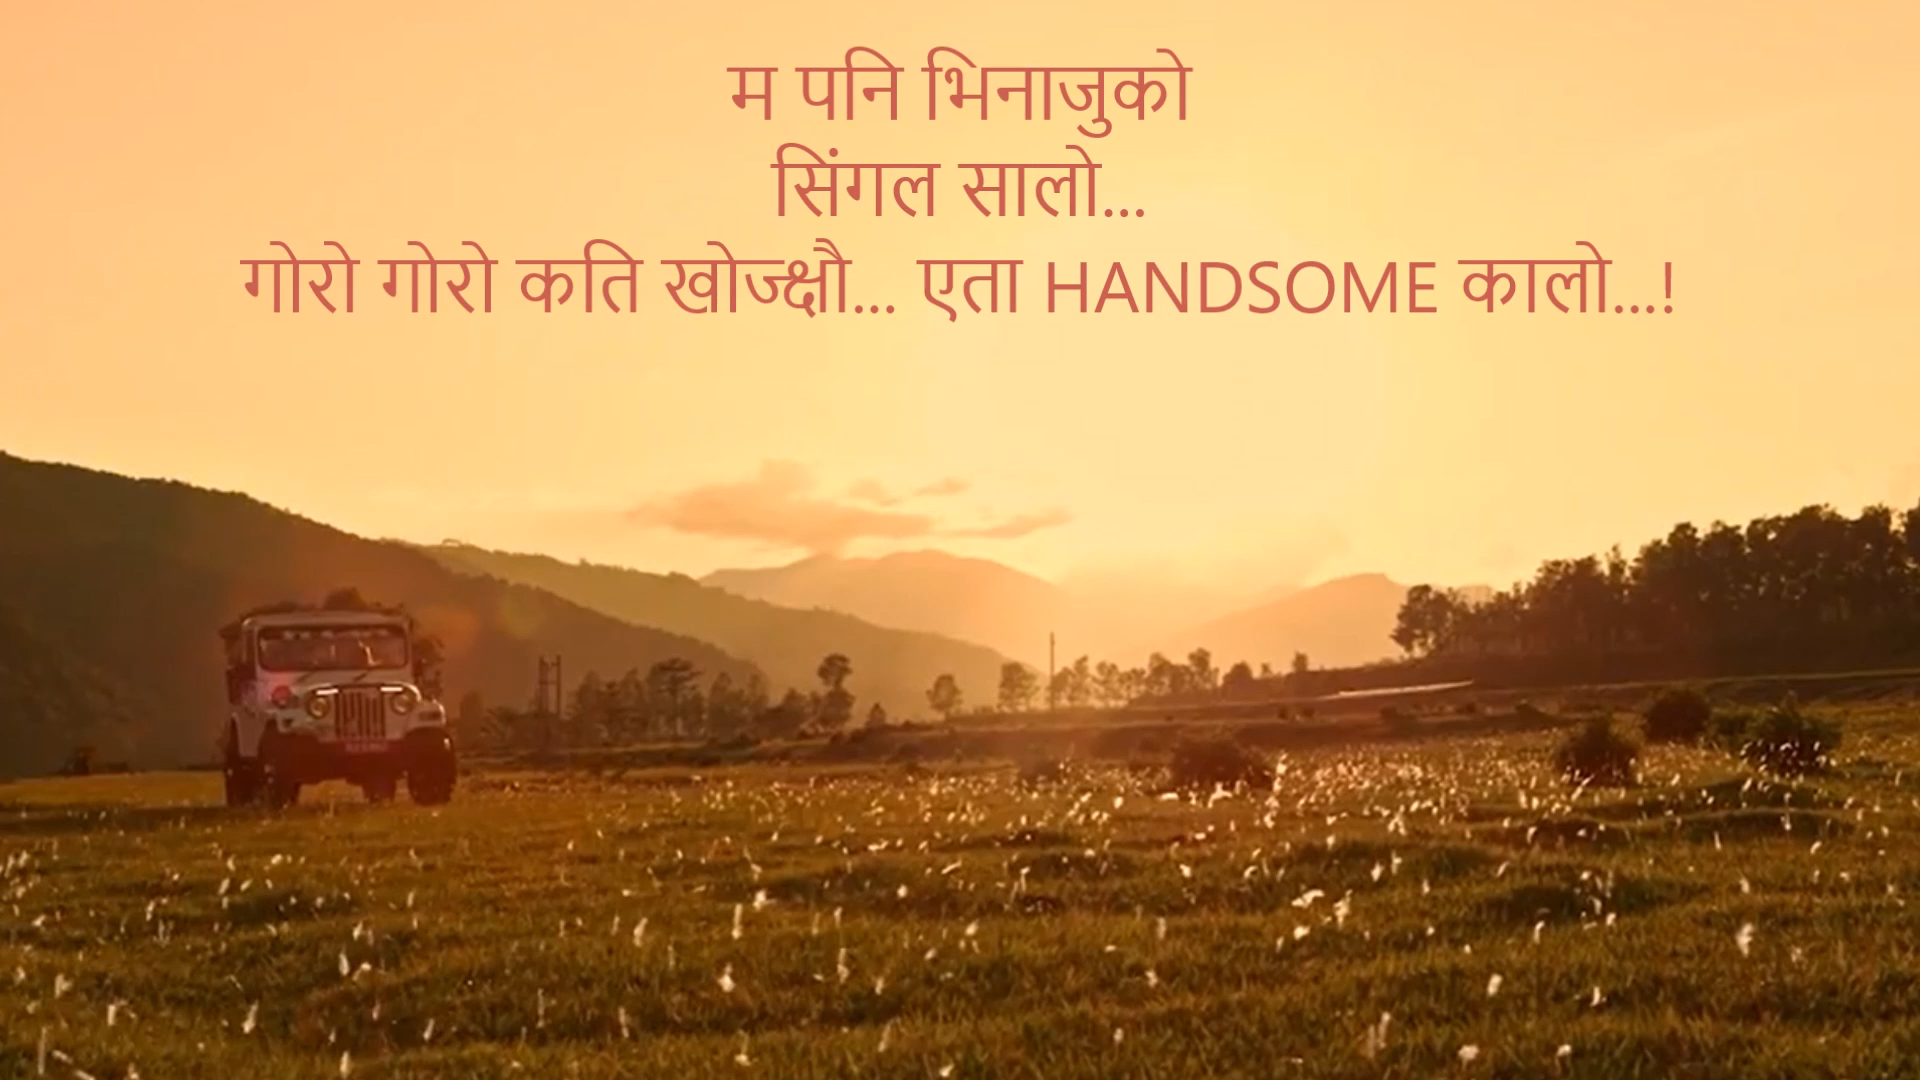 म पनि भिनाजुको
सिंगल सालो...
गोरो गोरो कति खोज्क्षौ... एता HANDSOME कालो...!